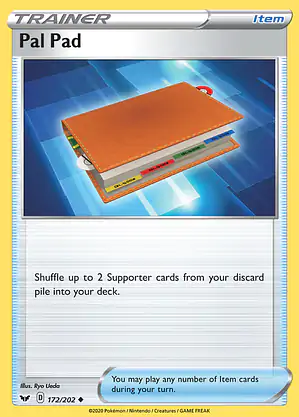 TRAINER Item
Pal Pad
Shuffle up to 2 Supporter cards from your discard
pile into your deck.
Illus. Ryo Ueda
D 172/202
You may play any number of Item cards
during your turn.
©2020 Pokémon / Nintendo / Creatures / GAME FREAK